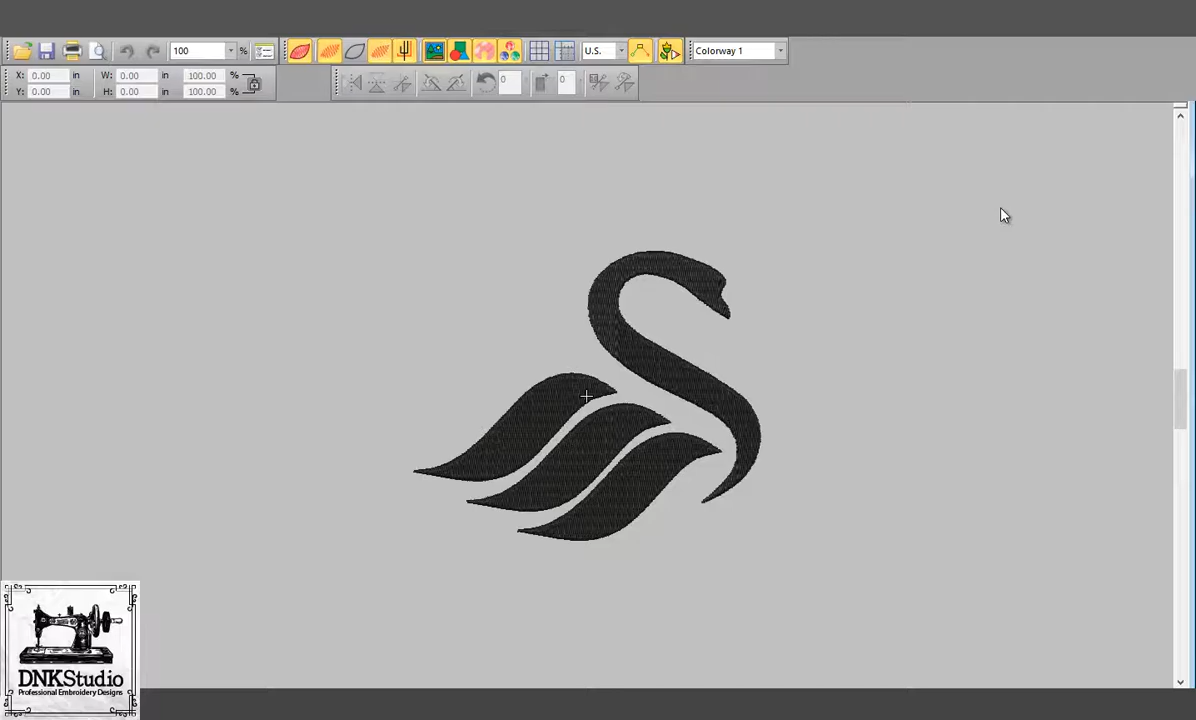 100 % U.S. Colorway 1
X: 0.00 in W: 0.00 in 100.00 % 0 0
Y: 0.00 in H: 0.00 in 100.00 %
DNKStudio
Professional Embroidery Designs